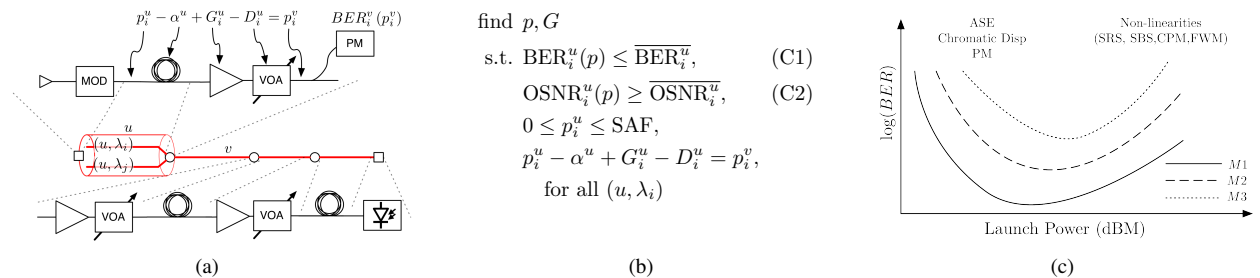 p_i^u − α^u + G_i^u − D_i^u = p_i^v
BER_i^v (p_i^v)
PM
MOD
VOA
u
(u, λ_i)
(u, λ_j)
v
VOA
VOA
(a)
find p, G
s.t. BER_i^u(p) ≤ \overline{BER_i^u}, (C1)
OSNR_i^u(p) ≥ \overline{OSNR_i^u}, (C2)
0 ≤ p_i^u ≤ SAF,
p_i^u − α^u + G_i^u − D_i^u = p_i^v,
for all (u, λ_i)
(b)
log(BER)
ASE
Chromatic Disp
PM
Non-linearities
(SRS, SBS,CPM,FWM)
M1
M2
M3
Launch Power (dBM)
(c)